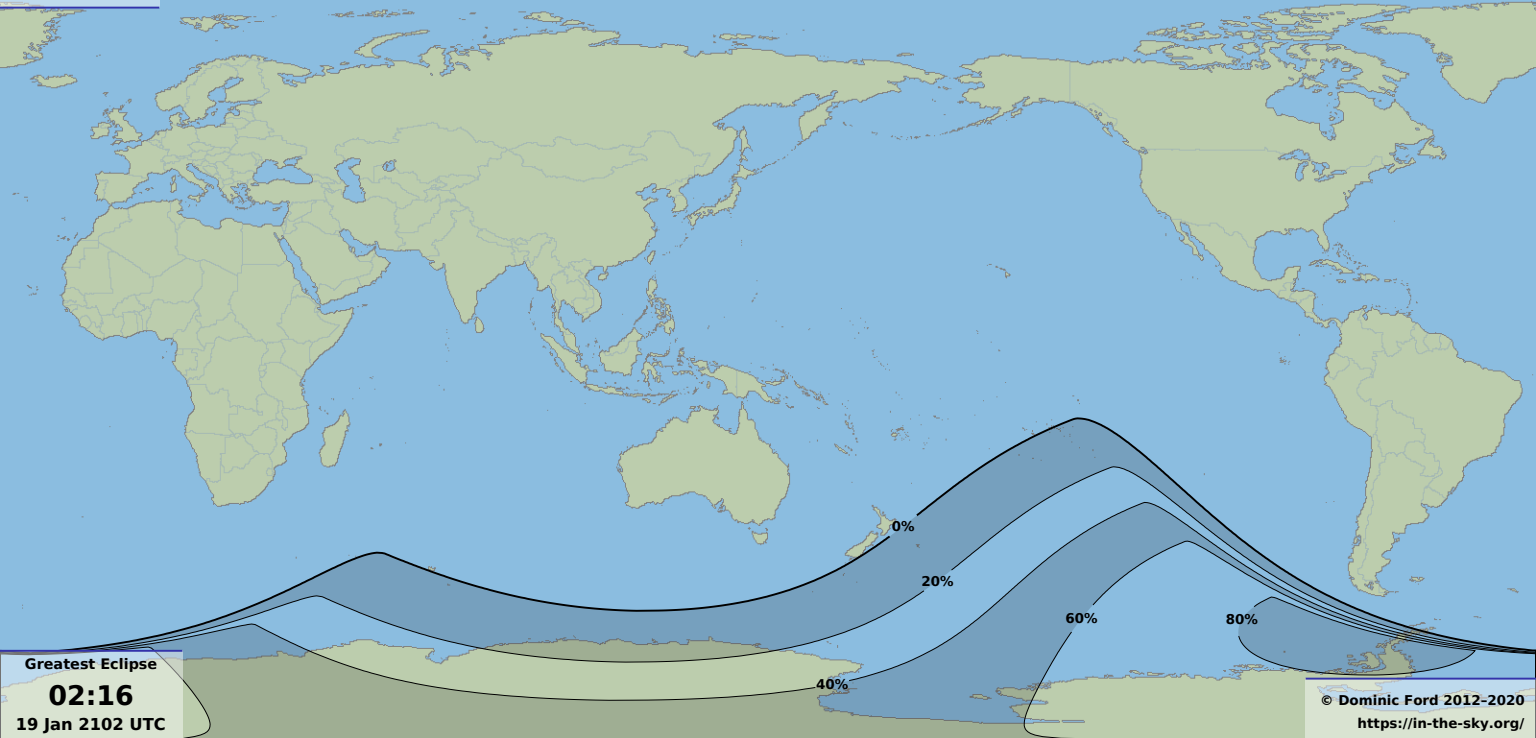 0%
20%
60%
80%
40%
Greatest Eclipse
02:16
19 Jan 2102 UTC
© Dominic Ford 2012–2020
https://in-the-sky.org/